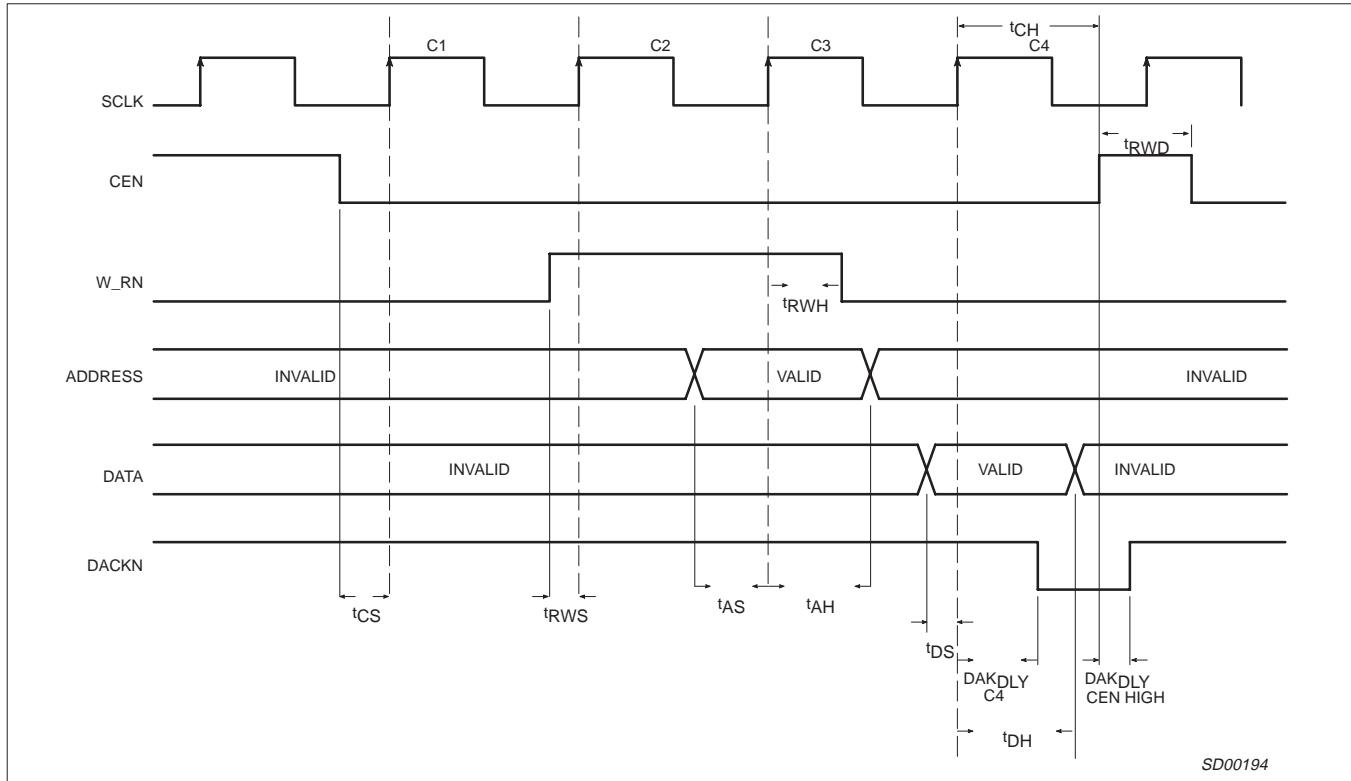 tCH
C1
C2
C3
C4
SCLK
tRWD
CEN
W_RN
tRWH
ADDRESS
INVALID
VALID
INVALID
DATA
INVALID
VALID
INVALID
DACKN
tCS
tRWS
tAS
tAH
tDS
DAKDLY
C4
DAKDLY
CEN HIGH
tDH
SD00194